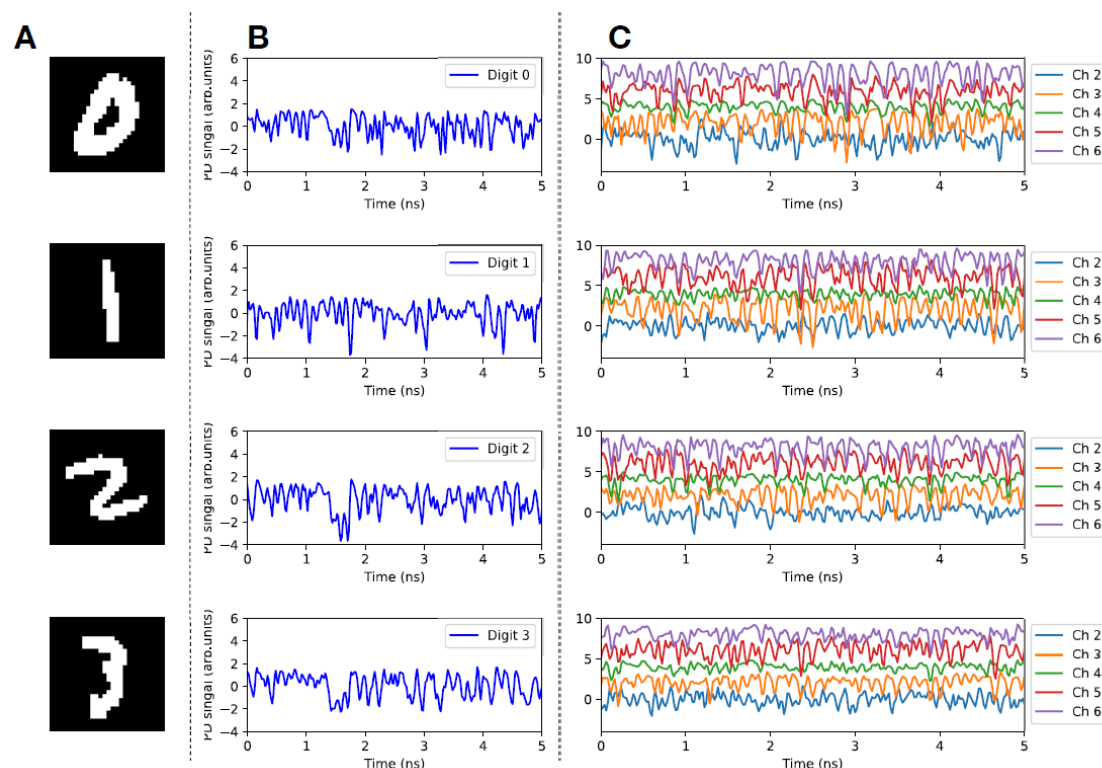 A
B
C
PD singal (arb.units)
6
4
2
0
−2
−4
Digit 0
0 1 2 3 4 5
Time (ns)
10
5
0
0 1 2 3 4 5
Time (ns)
Ch 2
Ch 3
Ch 4
Ch 5
Ch 6
PD singal (arb.units)
6
4
2
0
−2
−4
Digit 1
0 1 2 3 4 5
Time (ns)
10
5
0
0 1 2 3 4 5
Time (ns)
Ch 2
Ch 3
Ch 4
Ch 5
Ch 6
PD singal (arb.units)
6
4
2
0
−2
−4
Digit 2
0 1 2 3 4 5
Time (ns)
10
5
0
0 1 2 3 4 5
Time (ns)
Ch 2
Ch 3
Ch 4
Ch 5
Ch 6
PD singal (arb.units)
6
4
2
0
−2
−4
Digit 3
0 1 2 3 4 5
Time (ns)
10
5
0
0 1 2 3 4 5
Time (ns)
Ch 2
Ch 3
Ch 4
Ch 5
Ch 6
0
1
2
3